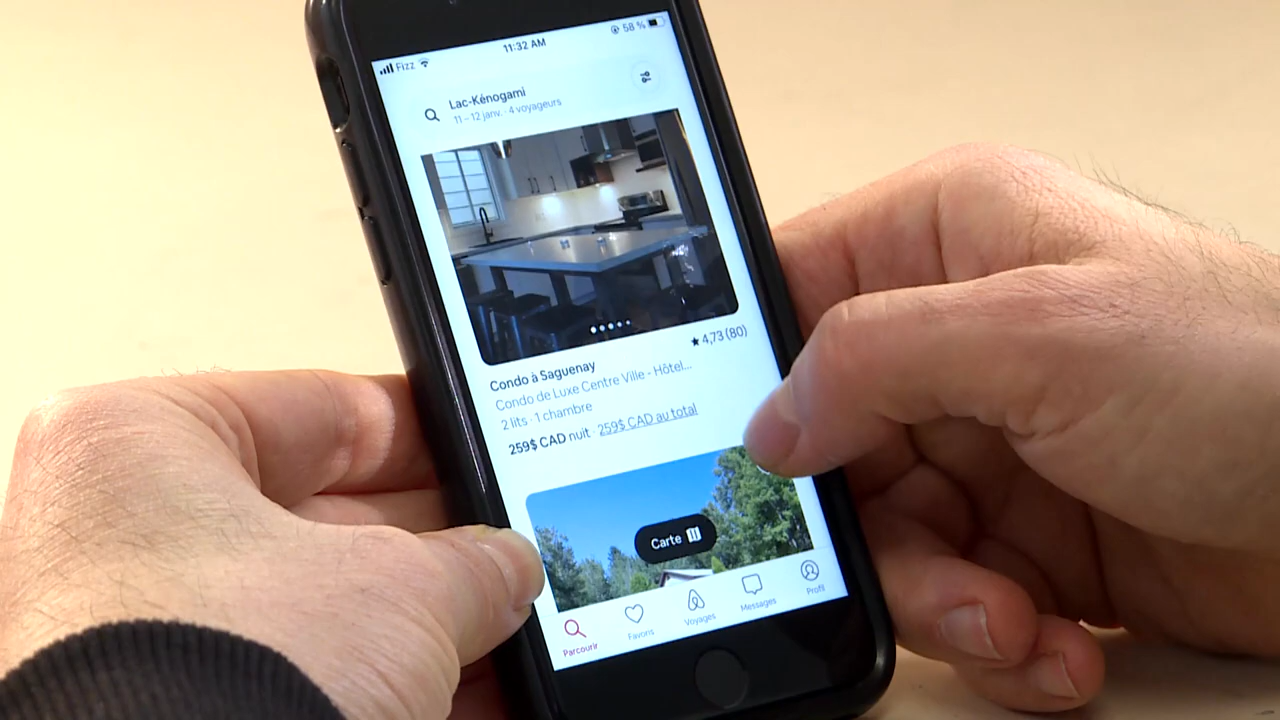 11:32 AM
58 %
Fizz
Lac-Kénogami
11 – 12 janv. · 4 voyageurs
★ 4,73 (80)
Condo à Saguenay
Condo de Luxe Centre Ville - Hôtel...
2 lits · 1 chambre
259$ CAD nuit · 259$ CAD au total
Carte
Parcourir
Favoris
Voyages
Messages
Profil